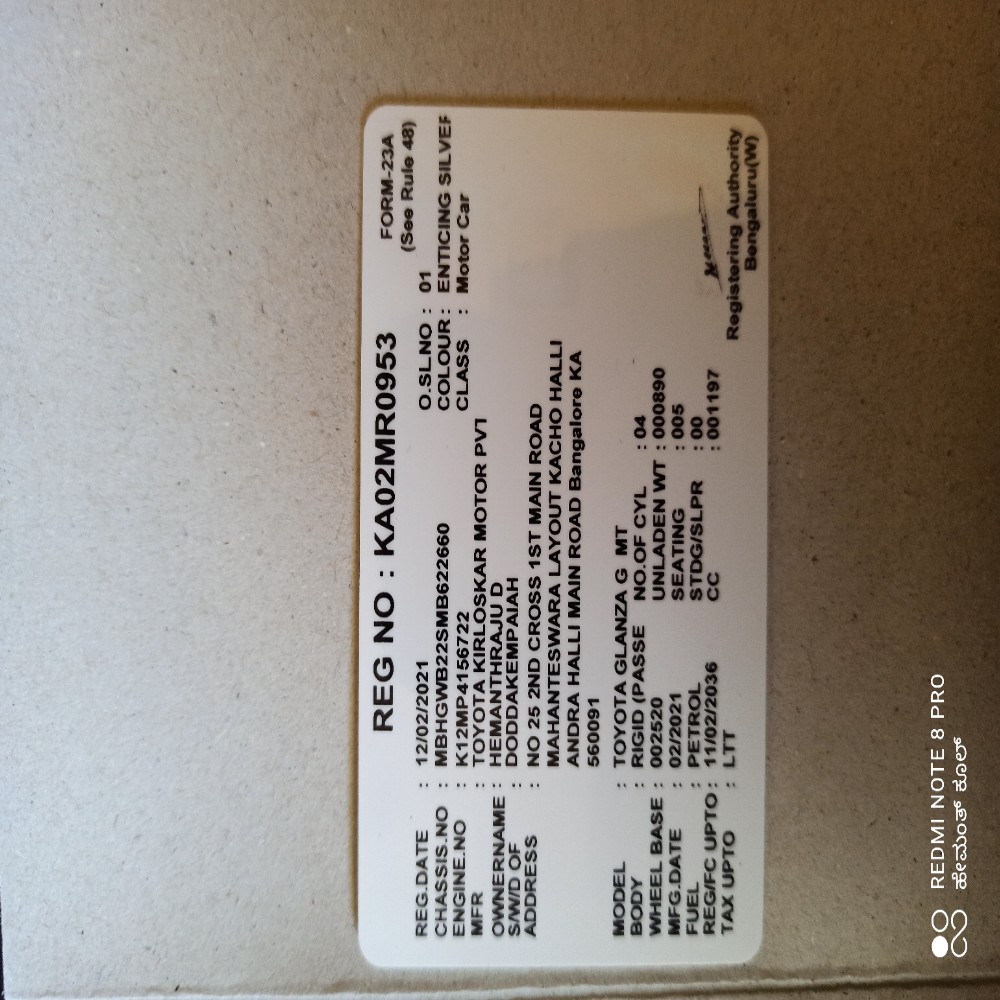 REG NO : KA02MR0953
FORM-23A
(See Rule 48)
REG.DATE : 12/02/2021 O.SLNO : 01
CHASSIS.NO : MBHGWB22SMB622660 COLOUR : ENTICING SILVER
ENGINE.NO : K12MP4156722 CLASS : Motor Car
MFR : TOYOTA KIRLOSKAR MOTOR PVT
OWNERNAME : HEMANTHRAJU D
S/W/D OF : DODDAKEMPAIAH
ADDRESS : NO 25 2ND CROSS 1ST MAIN ROAD
MAHANTESWARA LAYOUT KACHO HALLI
ANDRA HALLI MAIN ROAD Bangalore KA
560091
MODEL : TOYOTA GLANZA G MT
BODY : RIGID (PASSE NO.OF CYL : 04
WHEEL BASE : 002520 UNLADEN WT : 000890
MFG.DATE : 02/2021 SEATING : 005
FUEL : PETROL STDG/SLPR : 00
REG/FC UPTO : 11/02/2036 CC : 001197
TAX UPTO : LTT
Registering Authority
Bengaluru(W)
REDMI NOTE 8 PRO
ಹೇಮಂತ್ ಕೂಲ್